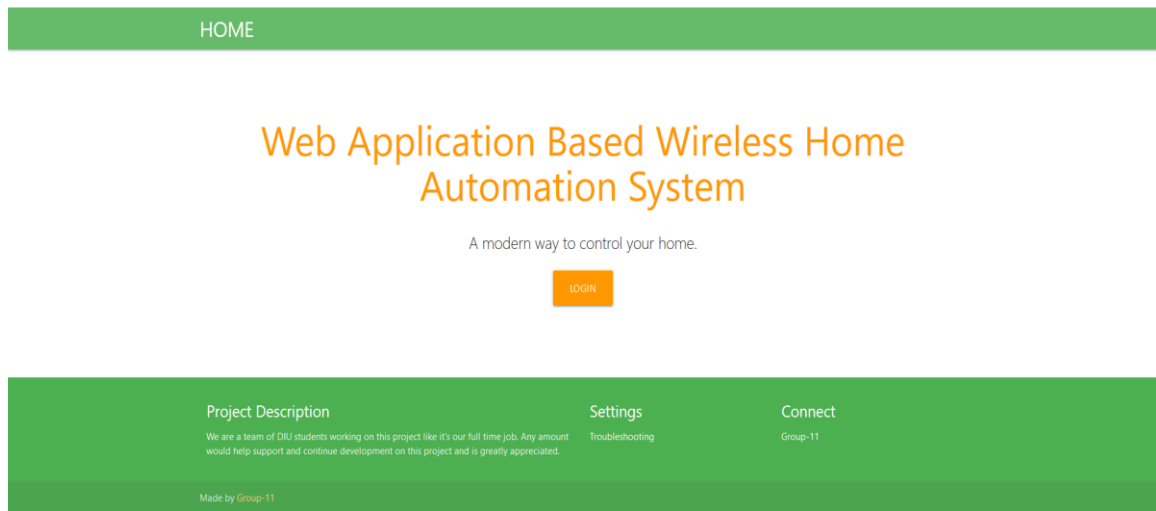 HOME
Web Application Based Wireless Home
Automation System
A modern way to control your home.
LOGIN
Project Description
We are a team of DIU students working on this project like it's our full time job. Any amount
would help support and continue development on this project and is greatly appreciated.
Settings
Troubleshooting
Connect
Group-11
Made by Group-11